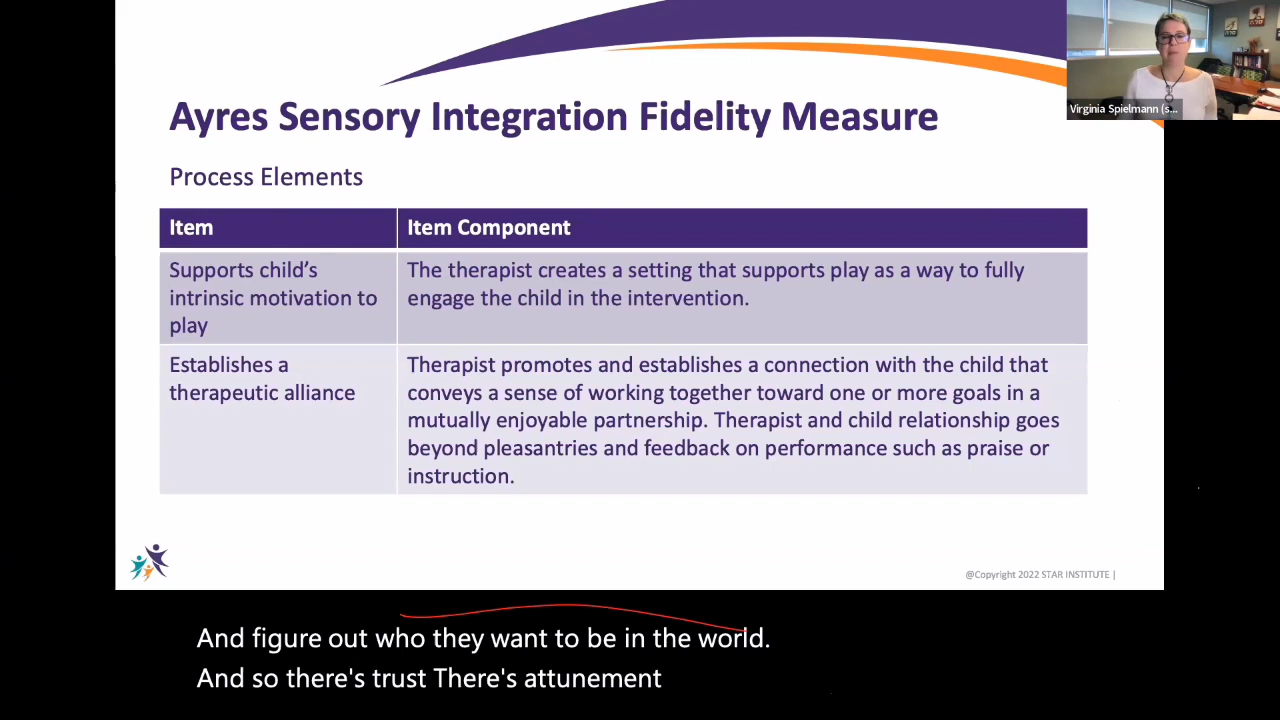 Ayres Sensory Integration Fidelity Measure
Virginia Spielmann (s...
Process Elements
Item
Item Component
Supports child's
intrinsic motivation to
play
The therapist creates a setting that supports play as a way to fully
engage the child in the intervention.
Establishes a
therapeutic alliance
Therapist promotes and establishes a connection with the child that
conveys a sense of working together toward one or more goals in a
mutually enjoyable partnership. Therapist and child relationship goes
beyond pleasantries and feedback on performance such as praise or
instruction.
@Copyright 2022 STAR INSTITUTE |
And figure out who they want to be in the world.
And so there's trust There's attunement